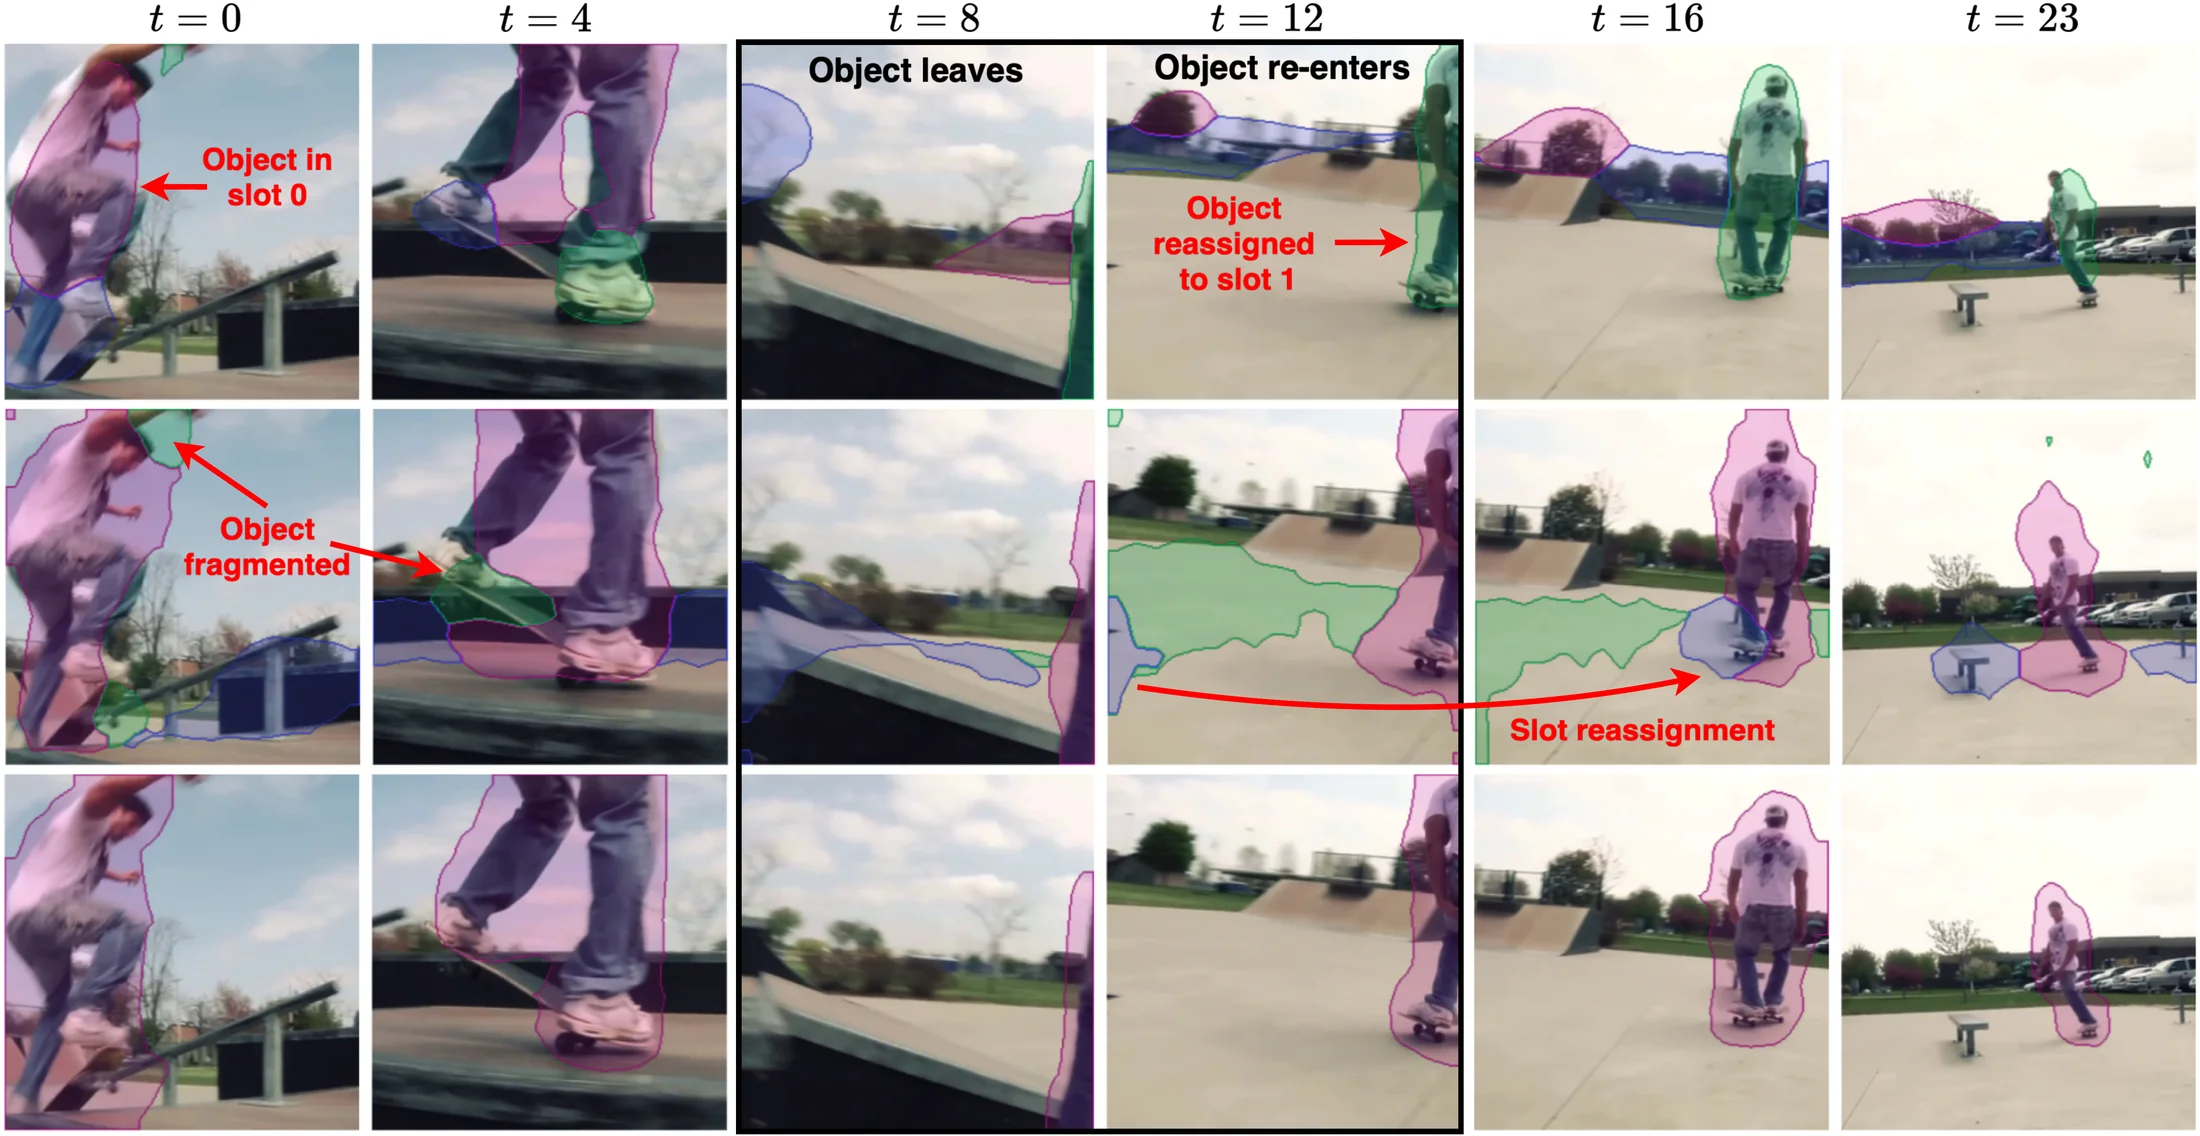 t = 0
t = 4
t = 8
t = 12
t = 16
t = 23
Object leaves
Object re-enters
Object in
slot 0
Object
reassigned
to slot 1
Object
fragmented
Slot reassignment